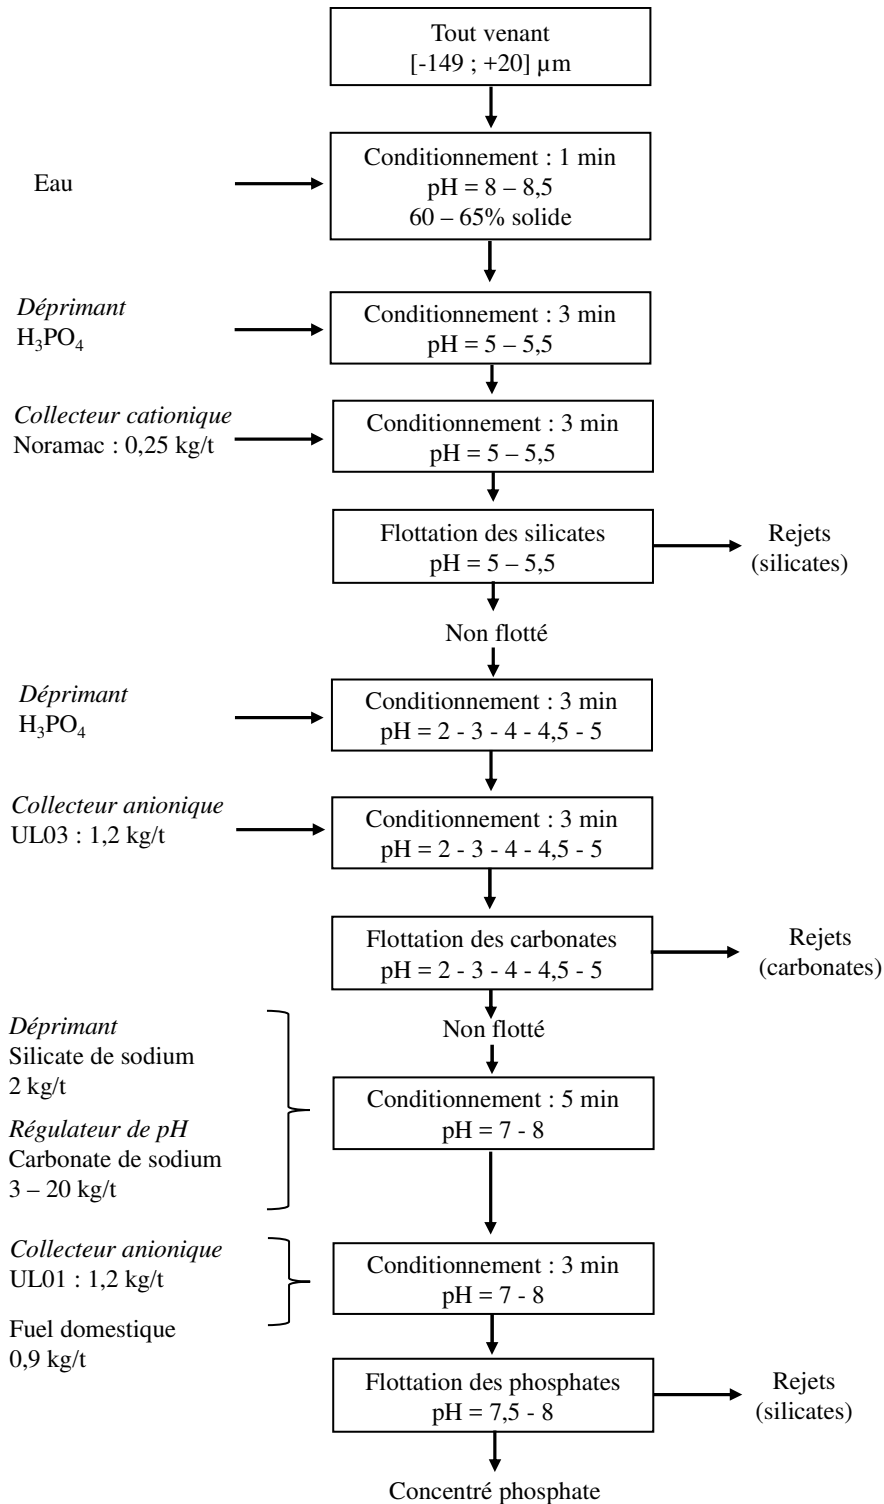 Tout venant
[-149 ; +20] µm
Eau
Conditionnement : 1 min
pH = 8 – 8,5
60 – 65% solide
Déprimant
H₃PO₄
Conditionnement : 3 min
pH = 5 – 5,5
Collecteur cationique
Noramac : 0,25 kg/t
Conditionnement : 3 min
pH = 5 – 5,5
Flottation des silicates
pH = 5 – 5,5
Rejets
(silicates)
Non flotté
Déprimant
H₃PO₄
Conditionnement : 3 min
pH = 2 - 3 - 4 - 4,5 - 5
Collecteur anionique
UL03 : 1,2 kg/t
Conditionnement : 3 min
pH = 2 - 3 - 4 - 4,5 - 5
Flottation des carbonates
pH = 2 - 3 - 4 - 4,5 - 5
Rejets
(carbonates)
Non flotté
Déprimant
Silicate de sodium
2 kg/t
Régulateur de pH
Carbonate de sodium
3 – 20 kg/t
Conditionnement : 5 min
pH = 7 - 8
Collecteur anionique
UL01 : 1,2 kg/t
Fuel domestique
0,9 kg/t
Conditionnement : 3 min
pH = 7 - 8
Flottation des phosphates
pH = 7,5 - 8
Rejets
(silicates)
Concentré phosphate